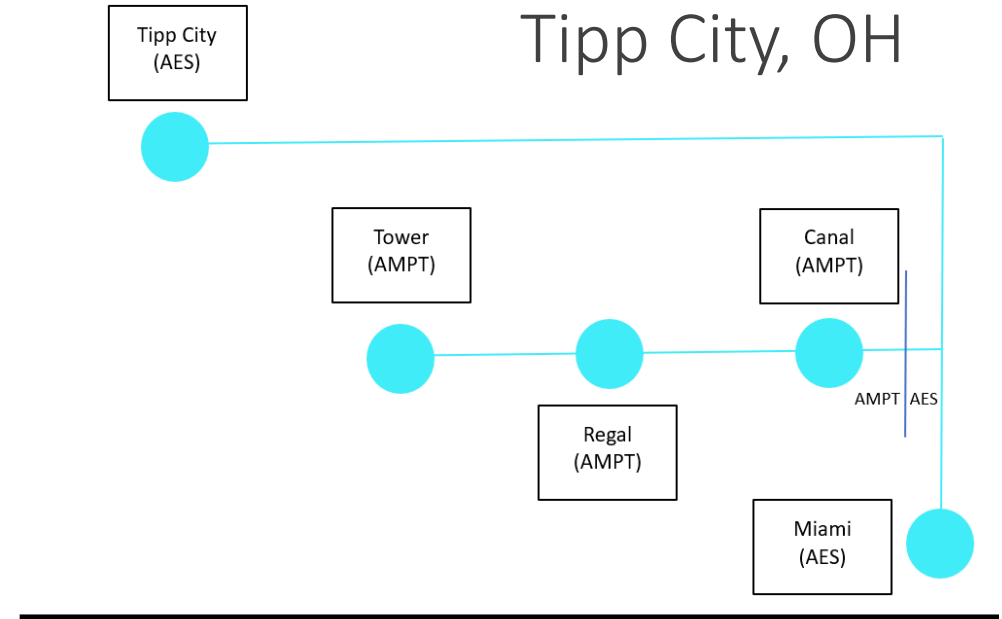 Tipp City, OH
Tipp City
(AES)
Tower
(AMPT)
Canal
(AMPT)
AMPT
AES
Regal
(AMPT)
Miami
(AES)